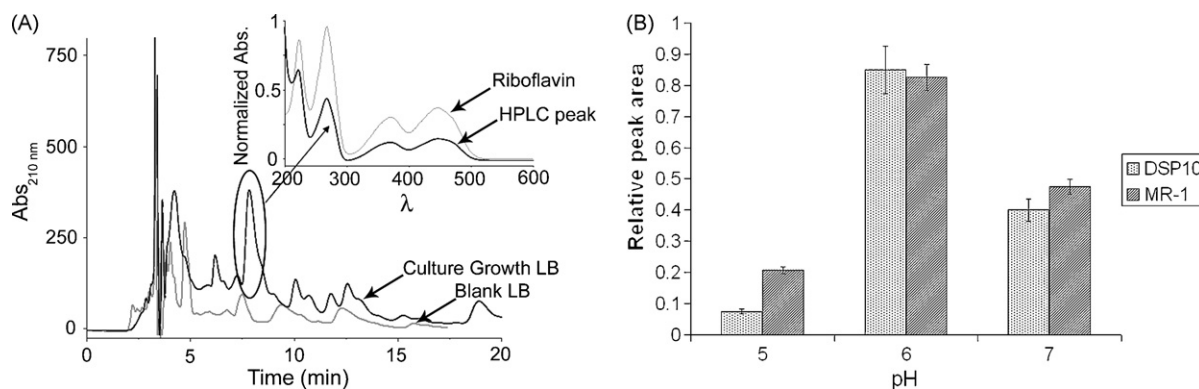 (A)
750
500
250
0
Abs210 nm
0
5
10
15
20
Time (min)
Culture Growth LB
Blank LB
1
0.5
0
Normalized Abs.
200
300
400
500
600
λ
Riboflavin
HPLC peak
(B)
1
0.9
0.8
0.7
0.6
0.5
0.4
0.3
0.2
0.1
0
Relative peak area
5
6
7
pH
DSP10
MR-1